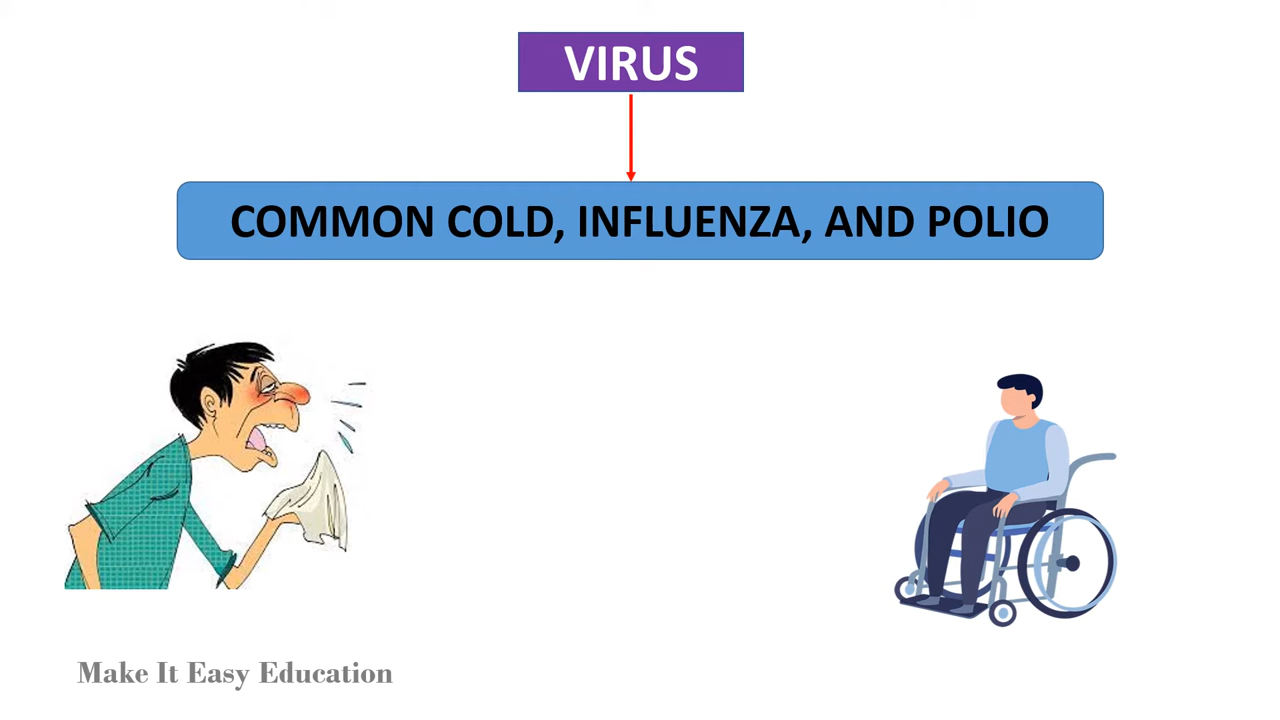 VIRUS
COMMON COLD, INFLUENZA, AND POLIO
Make It Easy Education